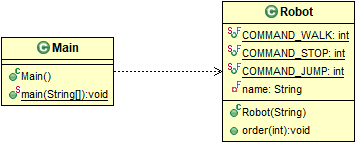 Main
Main()
main(String[]):void
Robot
COMMAND_WALK: int
COMMAND_STOP: int
COMMAND_JUMP: int
name: String
Robot(String)
order(int):void